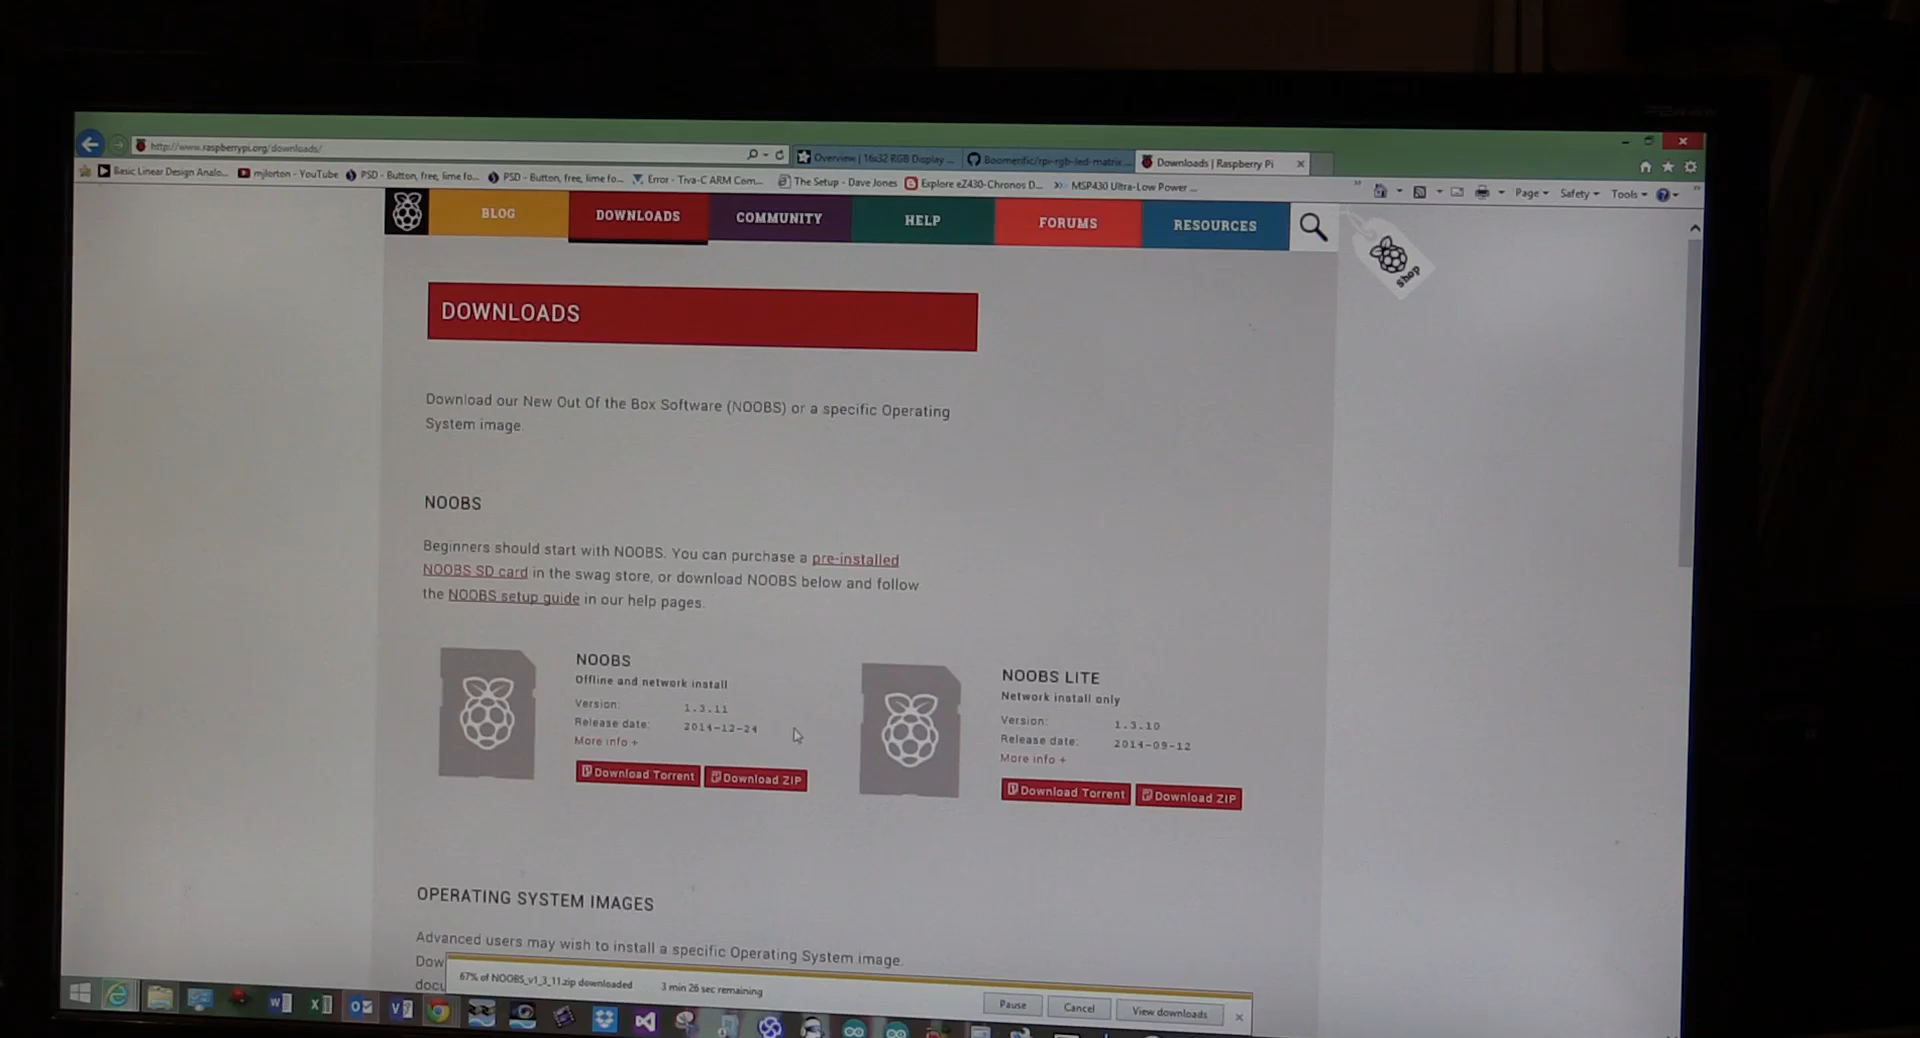 http://www.raspberrypi.org/downloads/
Overview | 16x32 RGB Display ...
Boomerific/rpi-rgb-led-matrix...
Downloads | Raspberry Pi
Basic Linear Design Analo...
mjlorton - YouTube
PSD - Button, free, lime fo...
PSD - Button, free, lime fo...
Error - Tiva-C ARM Com...
The Setup - Dave Jones
Explore eZ430-Chronos D...
MSP430 Ultra-Low Power ...
Page
Safety
Tools
BLOG
DOWNLOADS
COMMUNITY
HELP
FORUMS
RESOURCES
Shop
DOWNLOADS
Download our New Out Of the Box Software (NOOBS) or a specific Operating
System image.
NOOBS
Beginners should start with NOOBS. You can purchase a pre-installed
NOOBS SD card in the swag store, or download NOOBS below and follow
the NOOBS setup guide in our help pages.
NOOBS
Offline and network install
Version: 1.3.11
Release date: 2014-12-24
More info +
Download Torrent
Download ZIP
NOOBS LITE
Network install only
Version: 1.3.10
Release date: 2014-09-12
More info +
Download Torrent
Download ZIP
OPERATING SYSTEM IMAGES
Advanced users may wish to install a specific Operating System image.
Dow
docu
67% of NOOBS_v1_3_11.zip downloaded 3 min 26 sec remaining
Pause
Cancel
View downloads